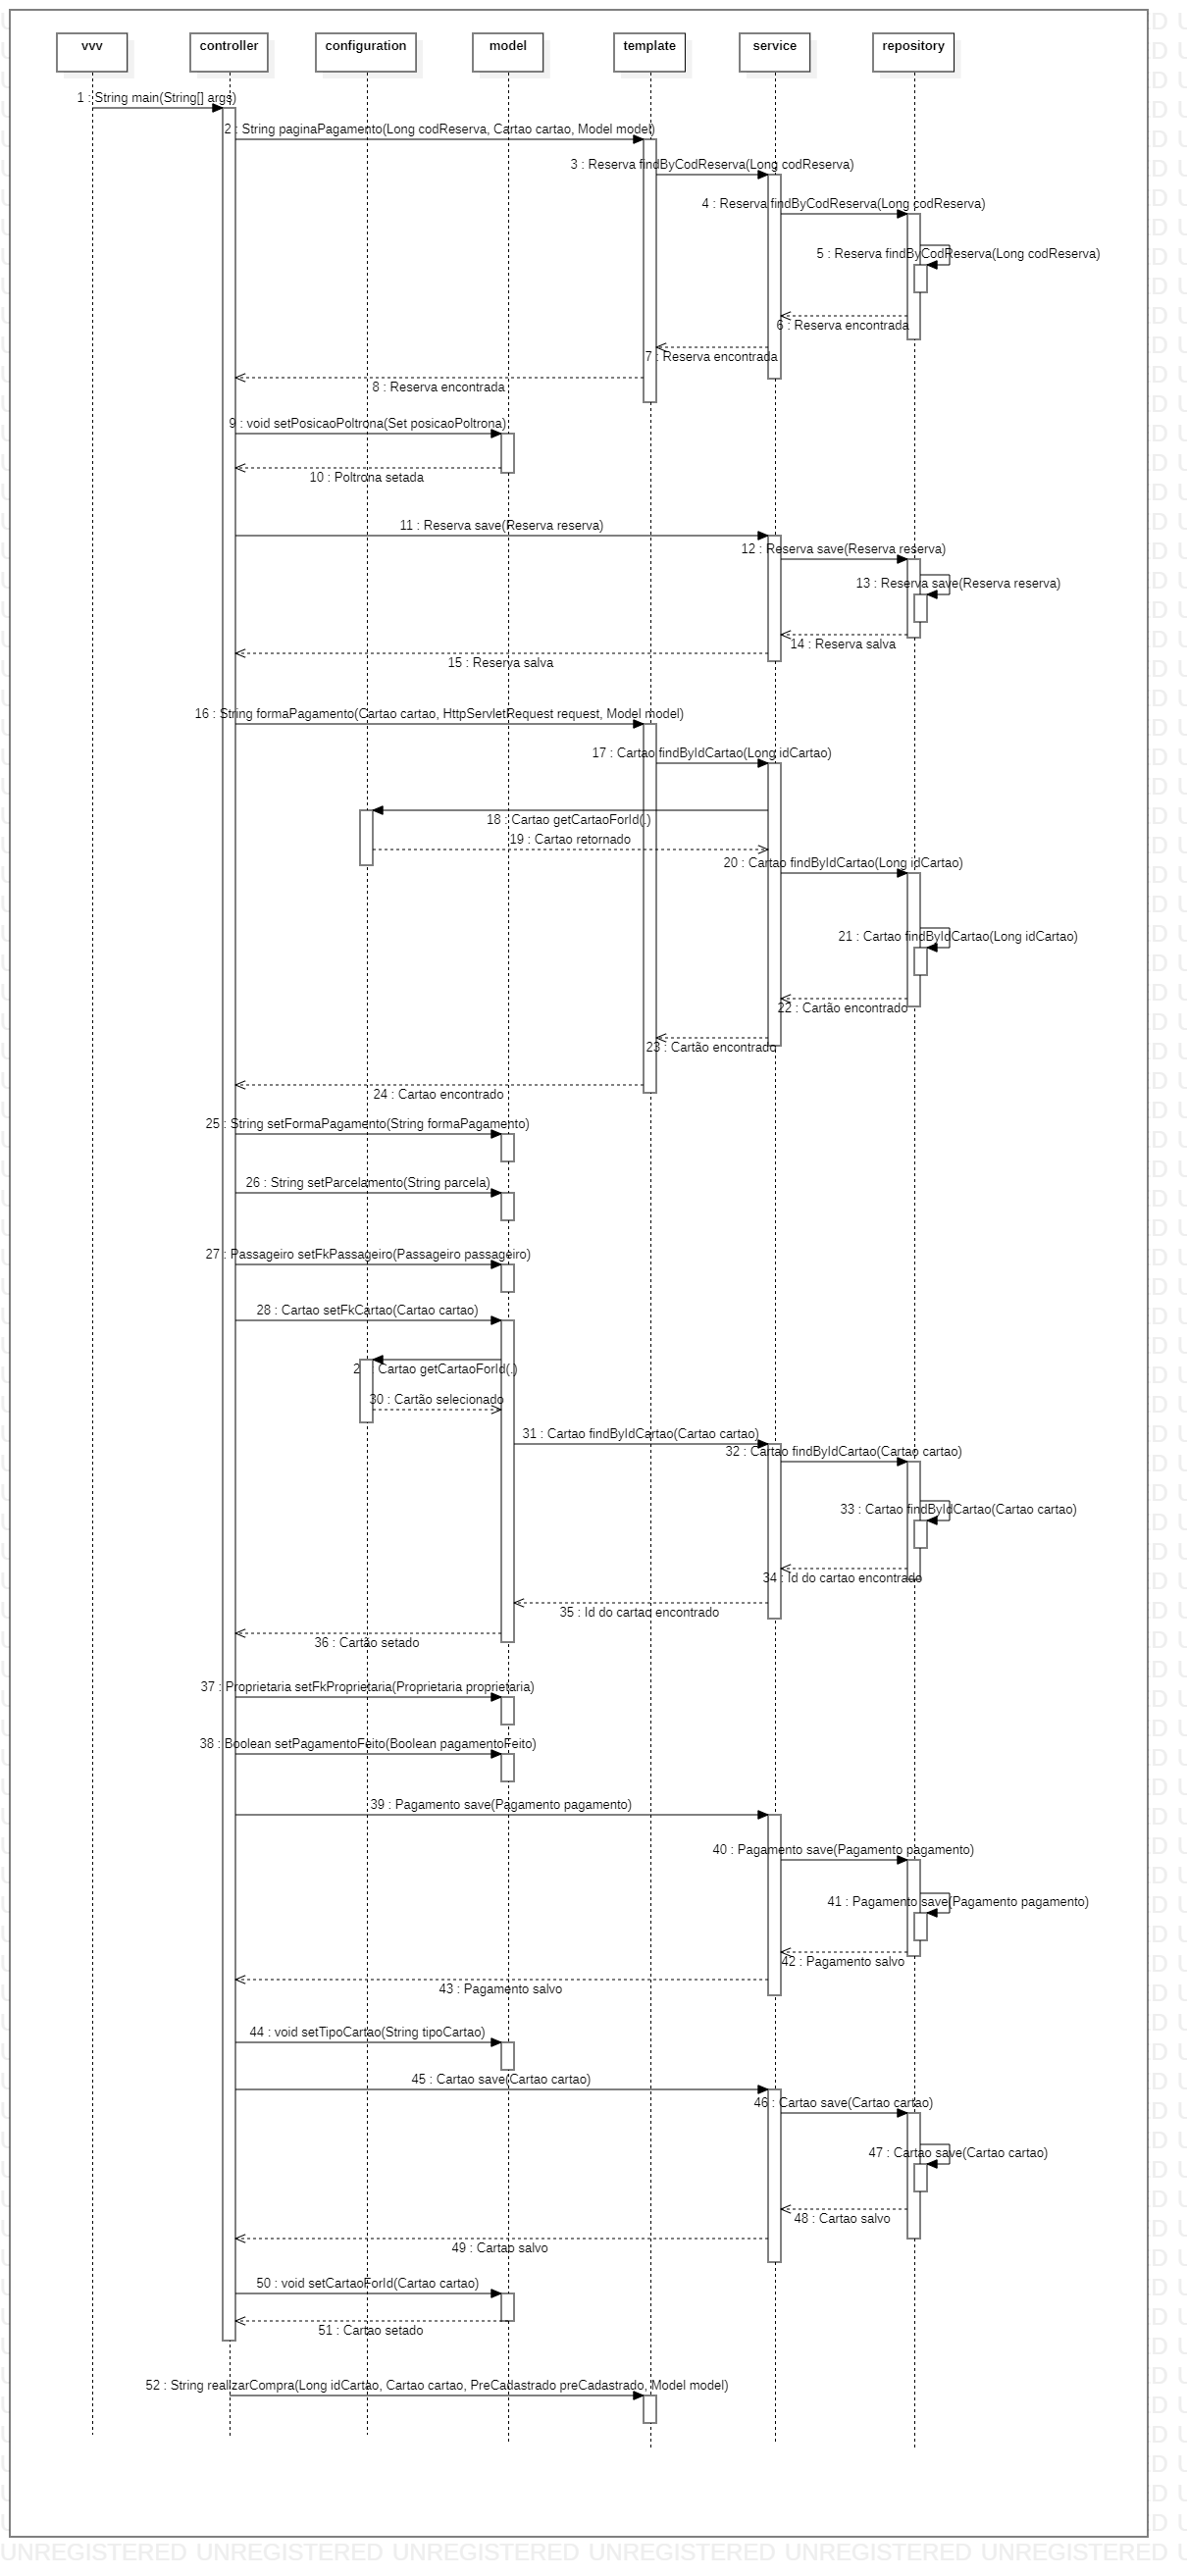 vvv
controller
configuration
model
template
service
repository
1 : String main(String[] args)
2 : String paginaPagamento(Long codReserva, Cartao cartao, Model model)
3 : Reserva findByCodReserva(Long codReserva)
4 : Reserva findByCodReserva(Long codReserva)
5 : Reserva findByCodReserva(Long codReserva)
6 : Reserva encontrada
7 : Reserva encontrada
8 : Reserva encontrada
9 : void setPosicaoPoltrona(Set posicaoPoltrona)
10 : Poltrona setada
11 : Reserva save(Reserva reserva)
12 : Reserva save(Reserva reserva)
13 : Reserva save(Reserva reserva)
14 : Reserva salva
15 : Reserva salva
16 : String formaPagamento(Cartao cartao, HttpServletRequest request, Model model)
17 : Cartao findByIdCartao(Long idCartao)
18 : Cartao getCartaoForId(.)
19 : Cartao retornado
20 : Cartao findByIdCartao(Long idCartao)
21 : Cartao findByIdCartao(Long idCartao)
22 : Cartão encontrado
23 : Cartão encontrado
24 : Cartao encontrado
25 : String setFormaPagamento(String formaPagamento)
26 : String setParcelamento(String parcela)
27 : Passageiro setFkPassageiro(Passageiro passageiro)
28 : Cartao setFkCartao(Cartao cartao)
2 : Cartao getCartaoForId(.)
30 : Cartão selecionado
31 : Cartao findByIdCartao(Cartao cartao)
32 : Cartao findByIdCartao(Cartao cartao)
33 : Cartao findByIdCartao(Cartao cartao)
34 : Id do cartao encontrado
35 : Id do cartao encontrado
36 : Cartão setado
37 : Proprietaria setFkProprietaria(Proprietaria proprietaria)
38 : Boolean setPagamentoFeito(Boolean pagamentoFeito)
39 : Pagamento save(Pagamento pagamento)
40 : Pagamento save(Pagamento pagamento)
41 : Pagamento save(Pagamento pagamento)
42 : Pagamento salvo
43 : Pagamento salvo
44 : void setTipoCartao(String tipoCartao)
45 : Cartao save(Cartao cartao)
46 : Cartao save(Cartao cartao)
47 : Cartao save(Cartao cartao)
48 : Cartao salvo
49 : Cartao salvo
50 : void setCartaoForId(Cartao cartao)
51 : Cartao setado
52 : String realizarCompra(Long idCartao, Cartao cartao, PreCadastrado preCadastrado, Model model)
UNREGISTERED UNREGISTERED UNREGISTERED UNREGISTERED UNREGISTERED UNREGISTERED U